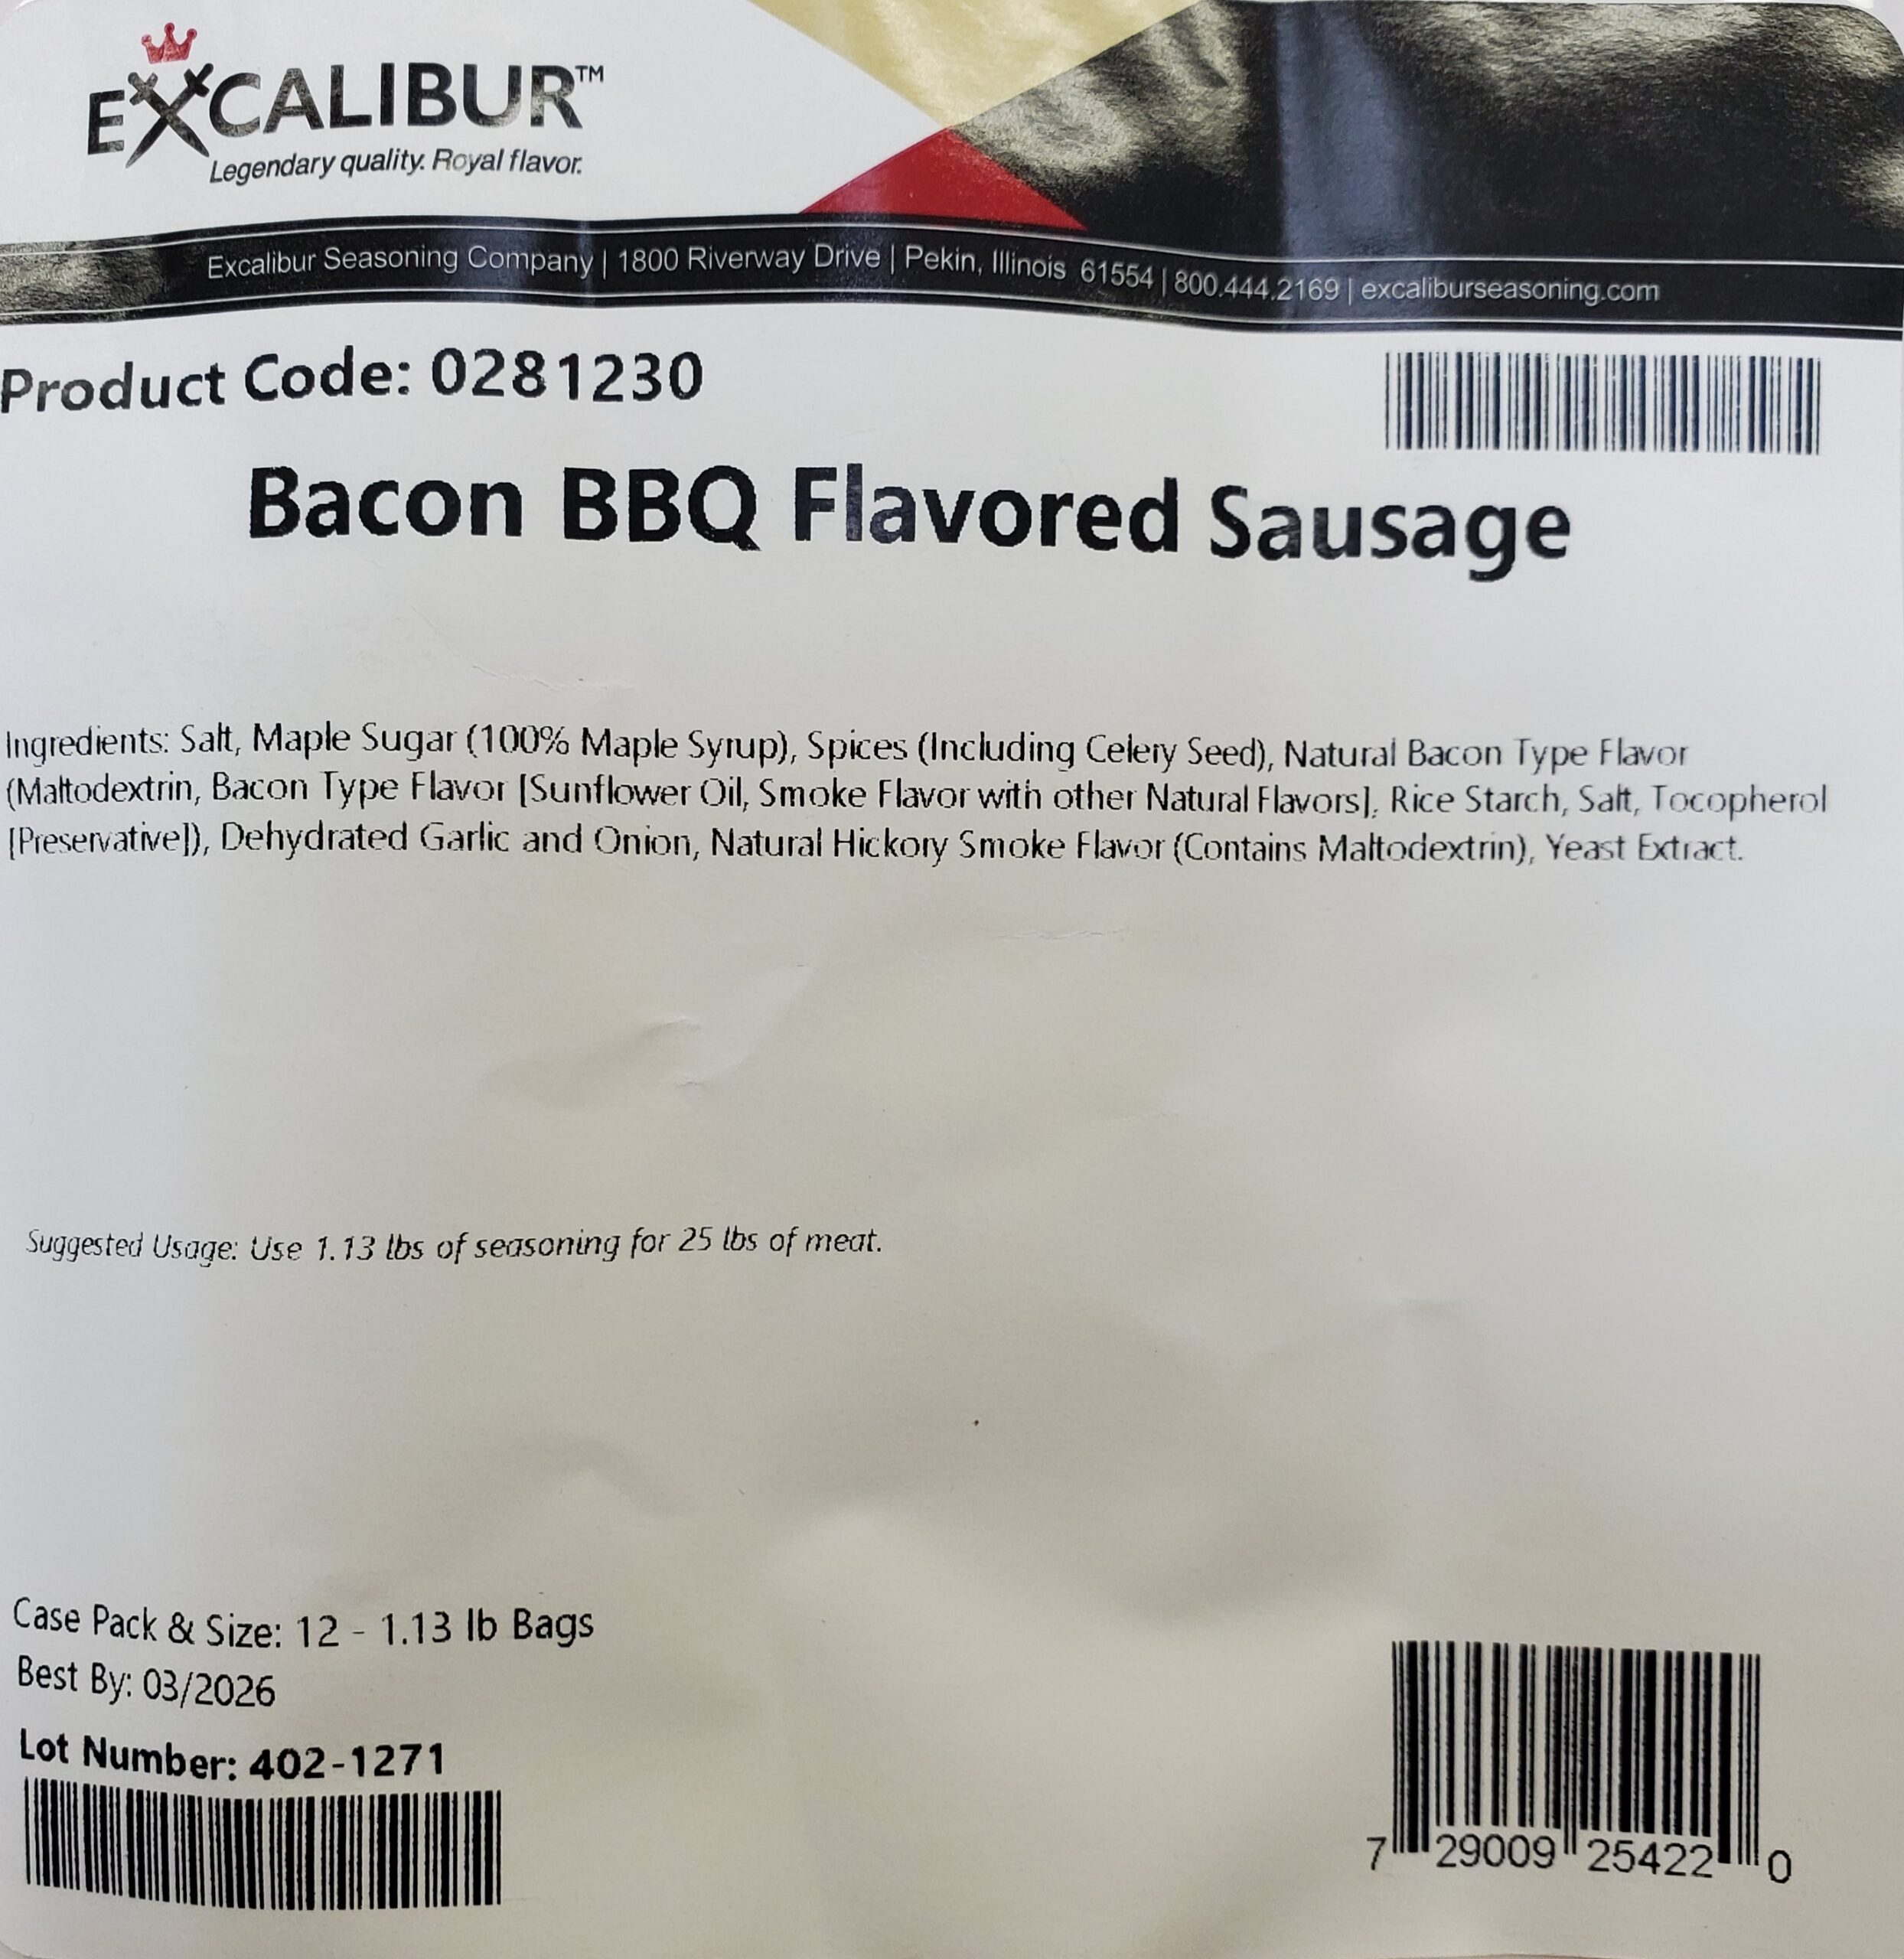 EXCALIBUR™
Legendary quality. Royal flavor.
Excalibur Seasoning Company | 1800 Riverway Drive | Pekin, Illinois 61554 | 800.444.2169 | excaliburseasoning.com
Product Code: 0281230
Bacon BBQ Flavored Sausage
Ingredients: Salt, Maple Sugar (100% Maple Syrup), Spices (Including Celery Seed), Natural Bacon Type Flavor
(Maltodextrin, Bacon Type Flavor [Sunflower Oil, Smoke Flavor with other Natural Flavors], Rice Starch, Salt, Tocopherol
[Preservative]), Dehydrated Garlic and Onion, Natural Hickory Smoke Flavor (Contains Maltodextrin), Yeast Extract.
Suggested Usage: Use 1.13 lbs of seasoning for 25 lbs of meat.
Case Pack & Size: 12 - 1.13 lb Bags
Best By: 03/2026
Lot Number: 402-1271
7 29009 25422 0